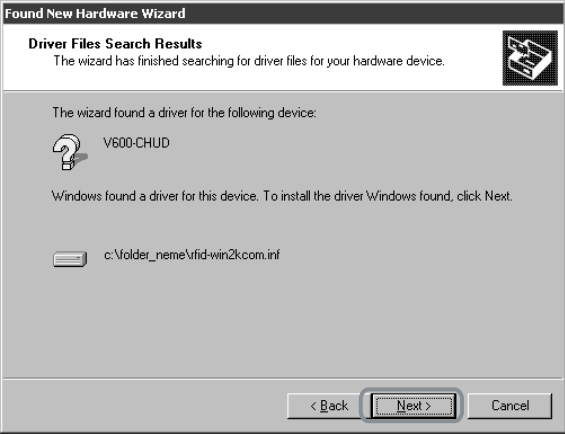 Found New Hardware Wizard
Driver Files Search Results
The wizard has finished searching for driver files for your hardware device.
The wizard found a driver for the following device:
V600-CHUD
Windows found a driver for this device. To install the driver Windows found, click Next.
c:\folder_neme\rfid-win2kcom.inf
< Back
Next >
Cancel